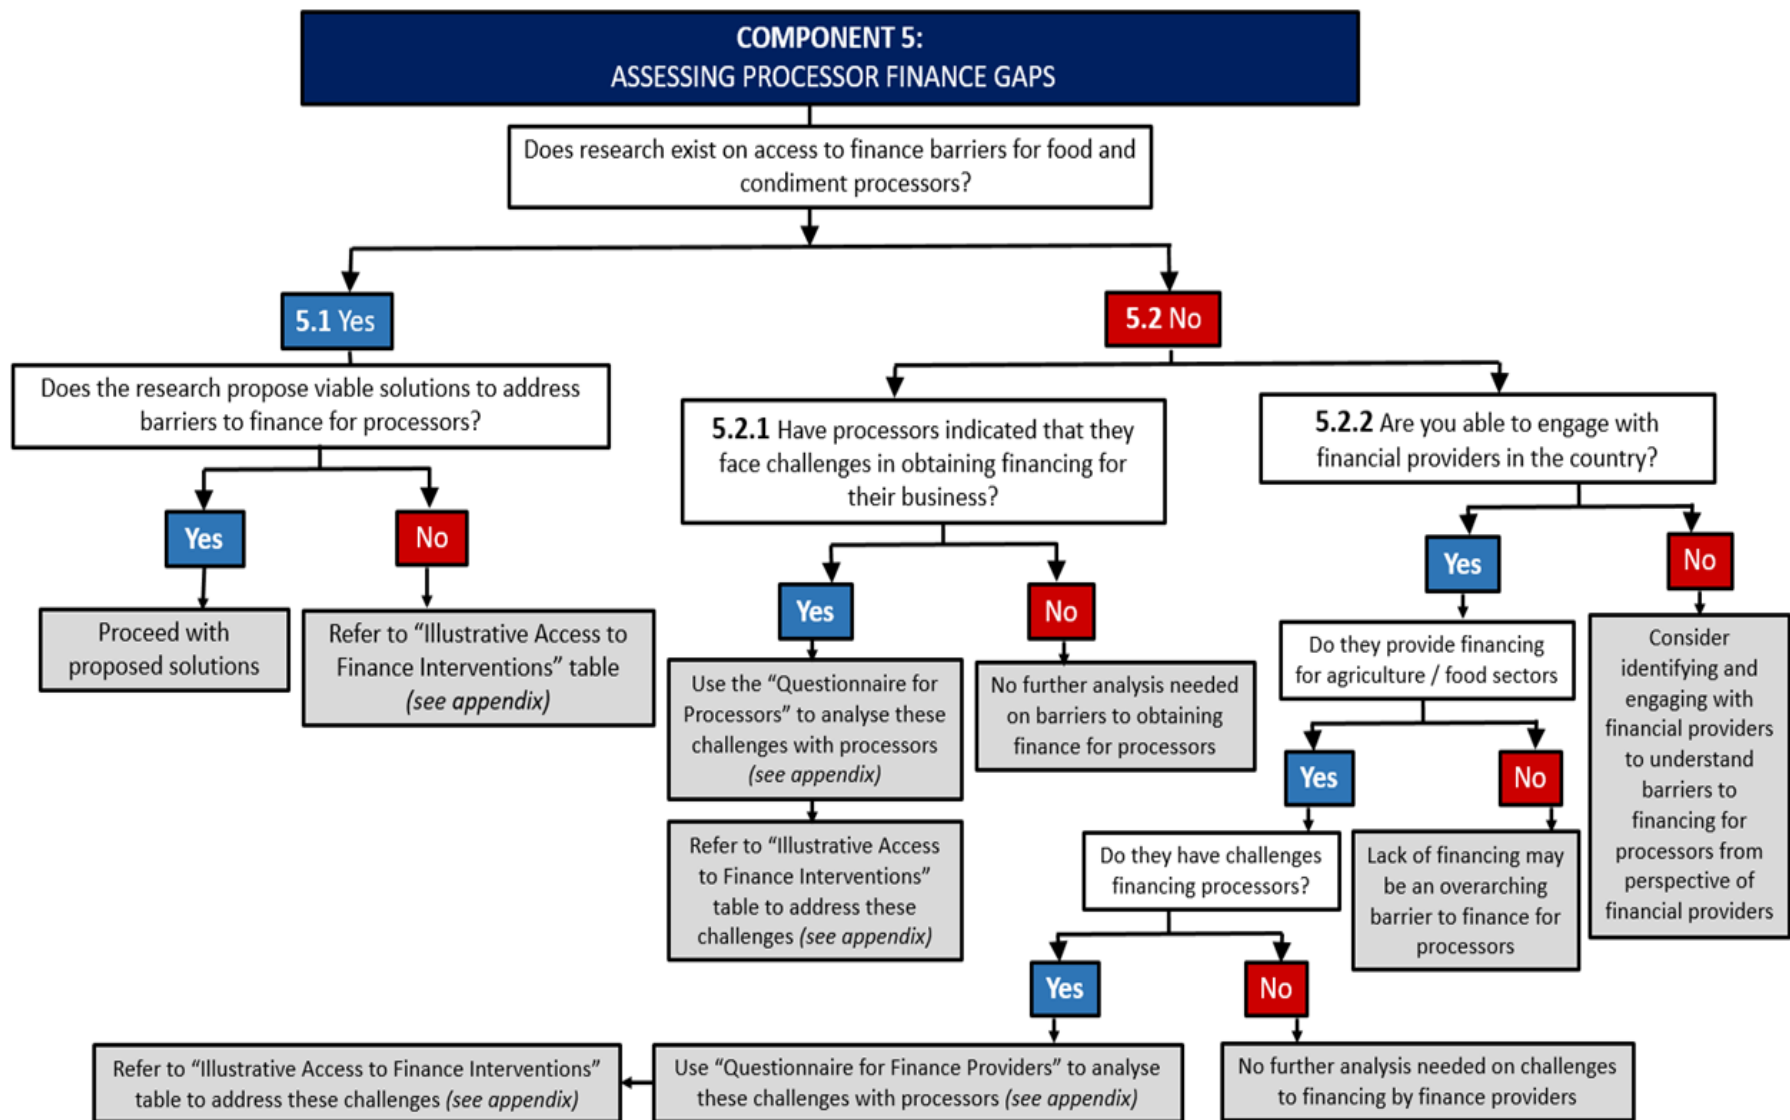 COMPONENT 5:
ASSESSING PROCESSOR FINANCE GAPS
Does research exist on access to finance barriers for food and
condiment processors?
5.1 Yes
5.2 No
Does the research propose viable solutions to address
barriers to finance for processors?
Yes
No
Proceed with
proposed solutions
Refer to “Illustrative Access to
Finance Interventions” table
(see appendix)
5.2.1 Have processors indicated that they
face challenges in obtaining financing for
their business?
Yes
No
Use the “Questionnaire for
Processors” to analyse these
challenges with processors
(see appendix)
Refer to “Illustrative Access
to Finance Interventions”
table to address these
challenges (see appendix)
No further analysis needed
on barriers to obtaining
finance for processors
5.2.2 Are you able to engage with
financial providers in the country?
Yes
No
Do they provide financing
for agriculture / food sectors
Consider
identifying and
engaging with
financial providers
to understand
barriers to
financing for
processors from
perspective of
financial providers
Yes
No
Do they have challenges
financing processors?
Lack of financing may
be an overarching
barrier to finance for
processors
Yes
No
Use “Questionnaire for Finance Providers” to analyse
these challenges with processors (see appendix)
Refer to “Illustrative Access to Finance Interventions”
table to address these challenges (see appendix)
No further analysis needed on challenges
to financing by finance providers